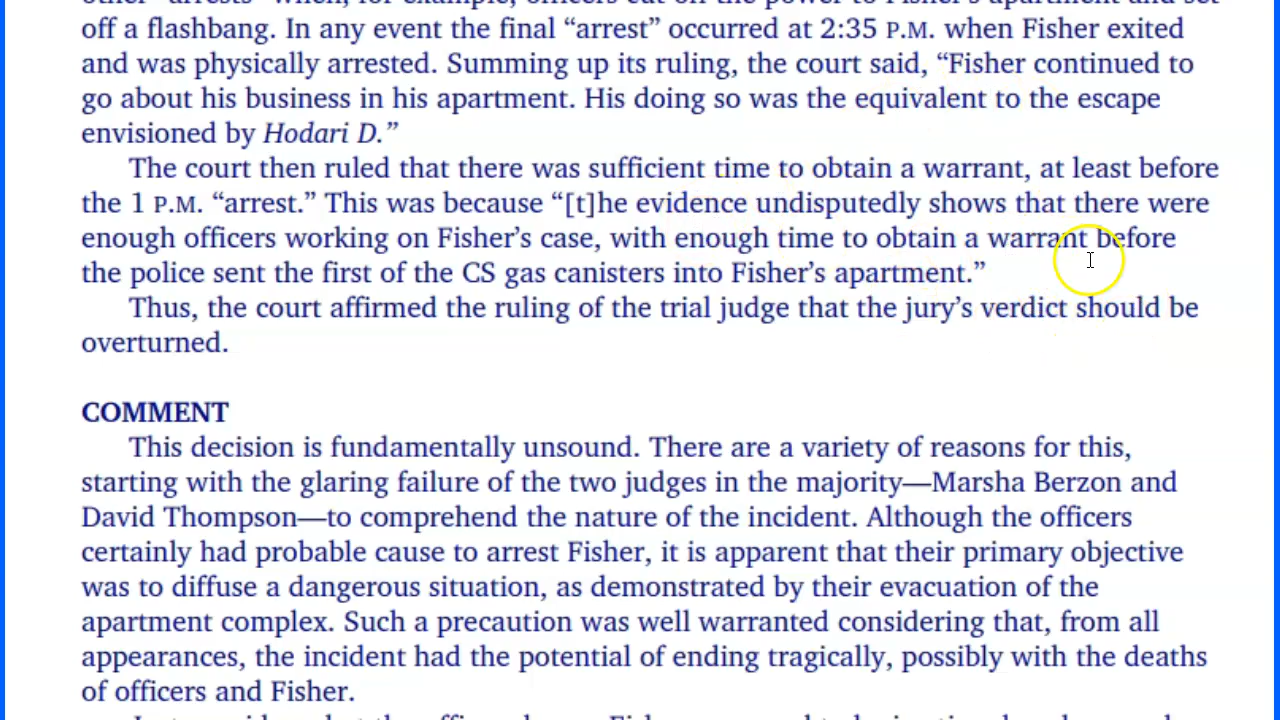 off a flashbang. In any event the final “arrest” occurred at 2:35 P.M. when Fisher exited
and was physically arrested. Summing up its ruling, the court said, “Fisher continued to
go about his business in his apartment. His doing so was the equivalent to the escape
envisioned by Hodari D.”
The court then ruled that there was sufficient time to obtain a warrant, at least before
the 1 P.M. “arrest.” This was because “[t]he evidence undisputedly shows that there were
enough officers working on Fisher’s case, with enough time to obtain a warrant before
the police sent the first of the CS gas canisters into Fisher’s apartment.”
Thus, the court affirmed the ruling of the trial judge that the jury’s verdict should be
overturned.
COMMENT
This decision is fundamentally unsound. There are a variety of reasons for this,
starting with the glaring failure of the two judges in the majority—Marsha Berzon and
David Thompson—to comprehend the nature of the incident. Although the officers
certainly had probable cause to arrest Fisher, it is apparent that their primary objective
was to diffuse a dangerous situation, as demonstrated by their evacuation of the
apartment complex. Such a precaution was well warranted considering that, from all
appearances, the incident had the potential of ending tragically, possibly with the deaths
of officers and Fisher.